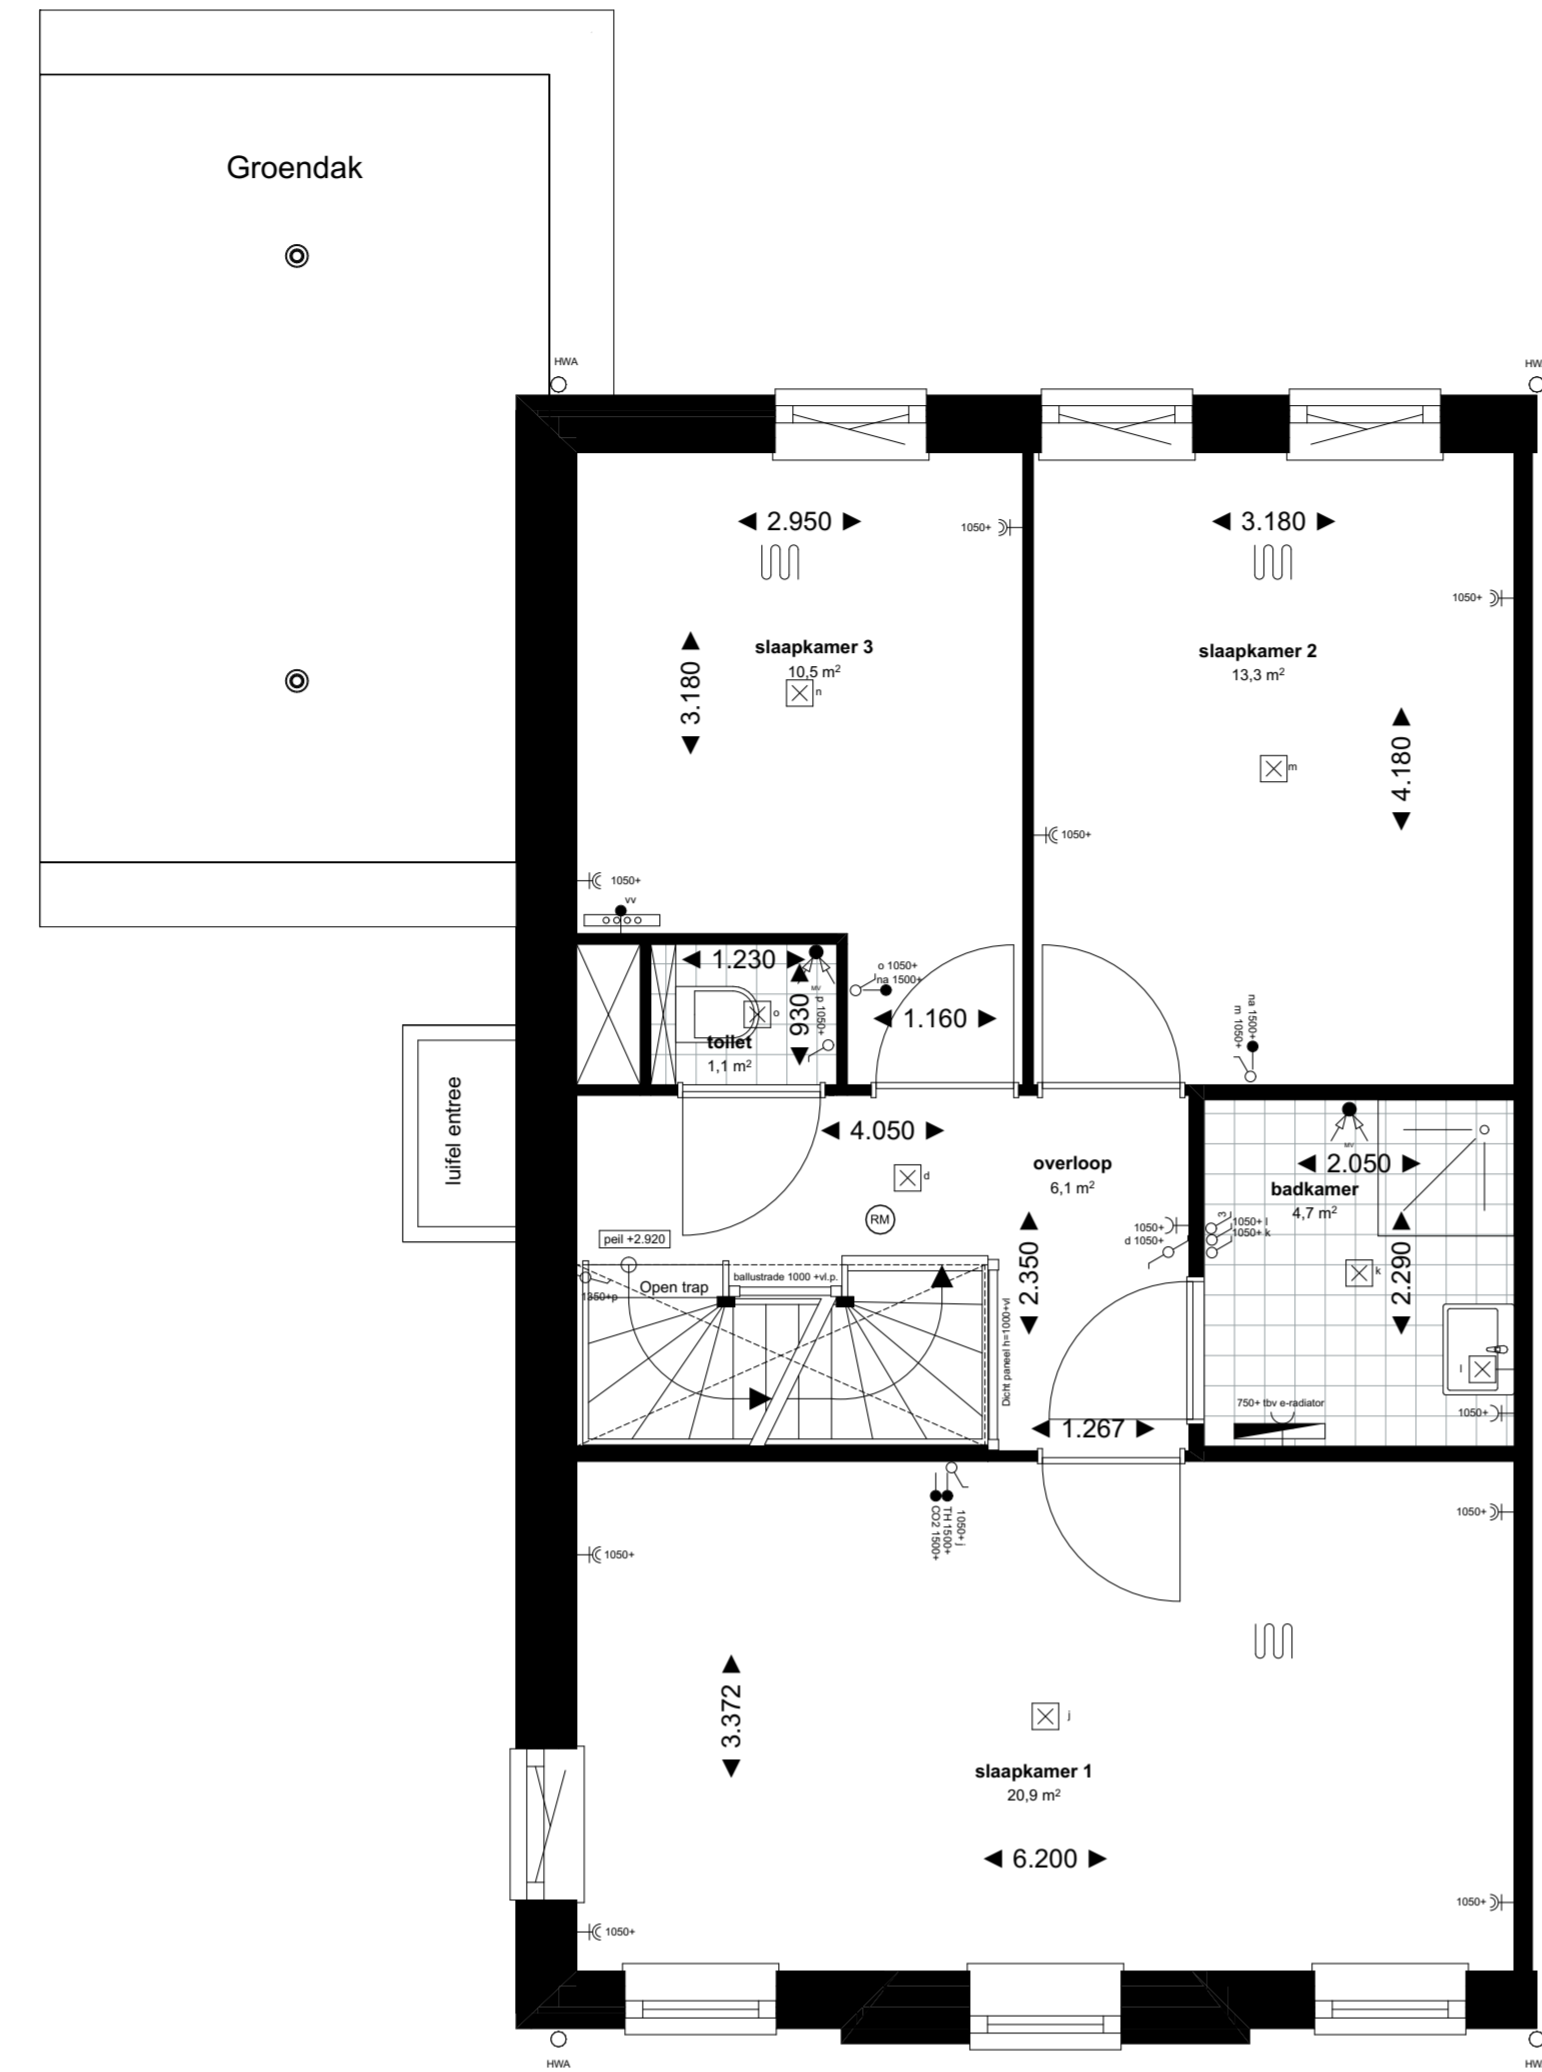 Groendak
HWA
HW
2.950
3.180
1050+
1050+
slaapkamer 3
10,5 m²
n
3.180
slaapkamer 2
13,3 m²
m
4.180
1050+
1050+
vv
1.230
MV
930
p 1050+
o
toilet
1,1 m²
o 1050+
na 1500+
1.160
na 1500+
m 1050+
luifel entree
4.050
d
RM
overloop
6,1 m²
MV
2.050
badkamer
4,7 m²
3
1050+ l
1050+ k
1050+
d 1050+
k
2.290
2.350
peil +2.920
Open trap
ballustrade 1000 +vl.p.
1350+p
Dicht paneel h=1000+vl
l
750+ tbv e-radiator
1050+
1.267
1050+ j
TH 1500+
CO2 1500+
1050+
1050+
3.372
j
slaapkamer 1
20,9 m²
6.200
1050+
1050+
HWA
HW